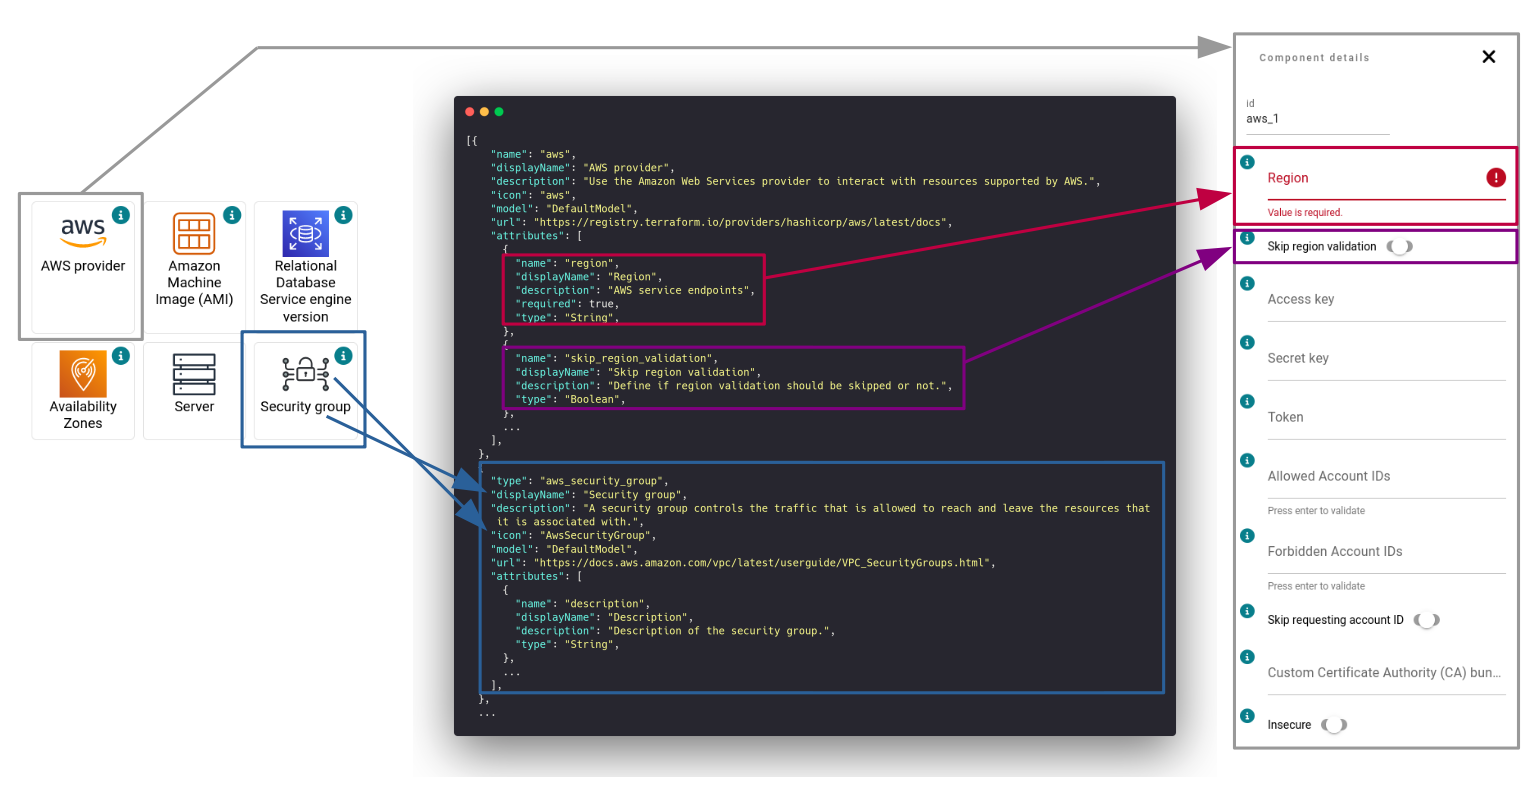 aws
AWS provider
Amazon
Machine
Image (AMI)
Relational
Database
Service engine
version
Availability
Zones
Server
Security group
[{
"name": "aws",
"displayName": "AWS provider",
"description": "Use the Amazon Web Services provider to interact with resources supported by AWS.",
"icon": "aws",
"model": "DefaultModel",
"url": "https://registry.terraform.io/providers/hashicorp/aws/latest/docs",
"attributes": [
{
"name": "region",
"displayName": "Region",
"description": "AWS service endpoints",
"required": true,
"type": "String",
},
{
"name": "skip_region_validation",
"displayName": "Skip region validation",
"description": "Define if region validation should be skipped or not.",
"type": "Boolean",
},
...
],
},
"type": "aws_security_group",
"displayName": "Security group",
"description": "A security group controls the traffic that is allowed to reach and leave the resources that
it is associated with.",
"icon": "AwsSecurityGroup",
"model": "DefaultModel",
"url": "https://docs.aws.amazon.com/vpc/latest/userguide/VPC_SecurityGroups.html",
"attributes": [
{
"name": "description",
"displayName": "Description",
"description": "Description of the security group.",
"type": "String",
},
...
],
},
...
Component details
id
aws_1
Region
Value is required.
Skip region validation
Access key
Secret key
Token
Allowed Account IDs
Press enter to validate
Forbidden Account IDs
Press enter to validate
Skip requesting account ID
Custom Certificate Authority (CA) bun...
Insecure